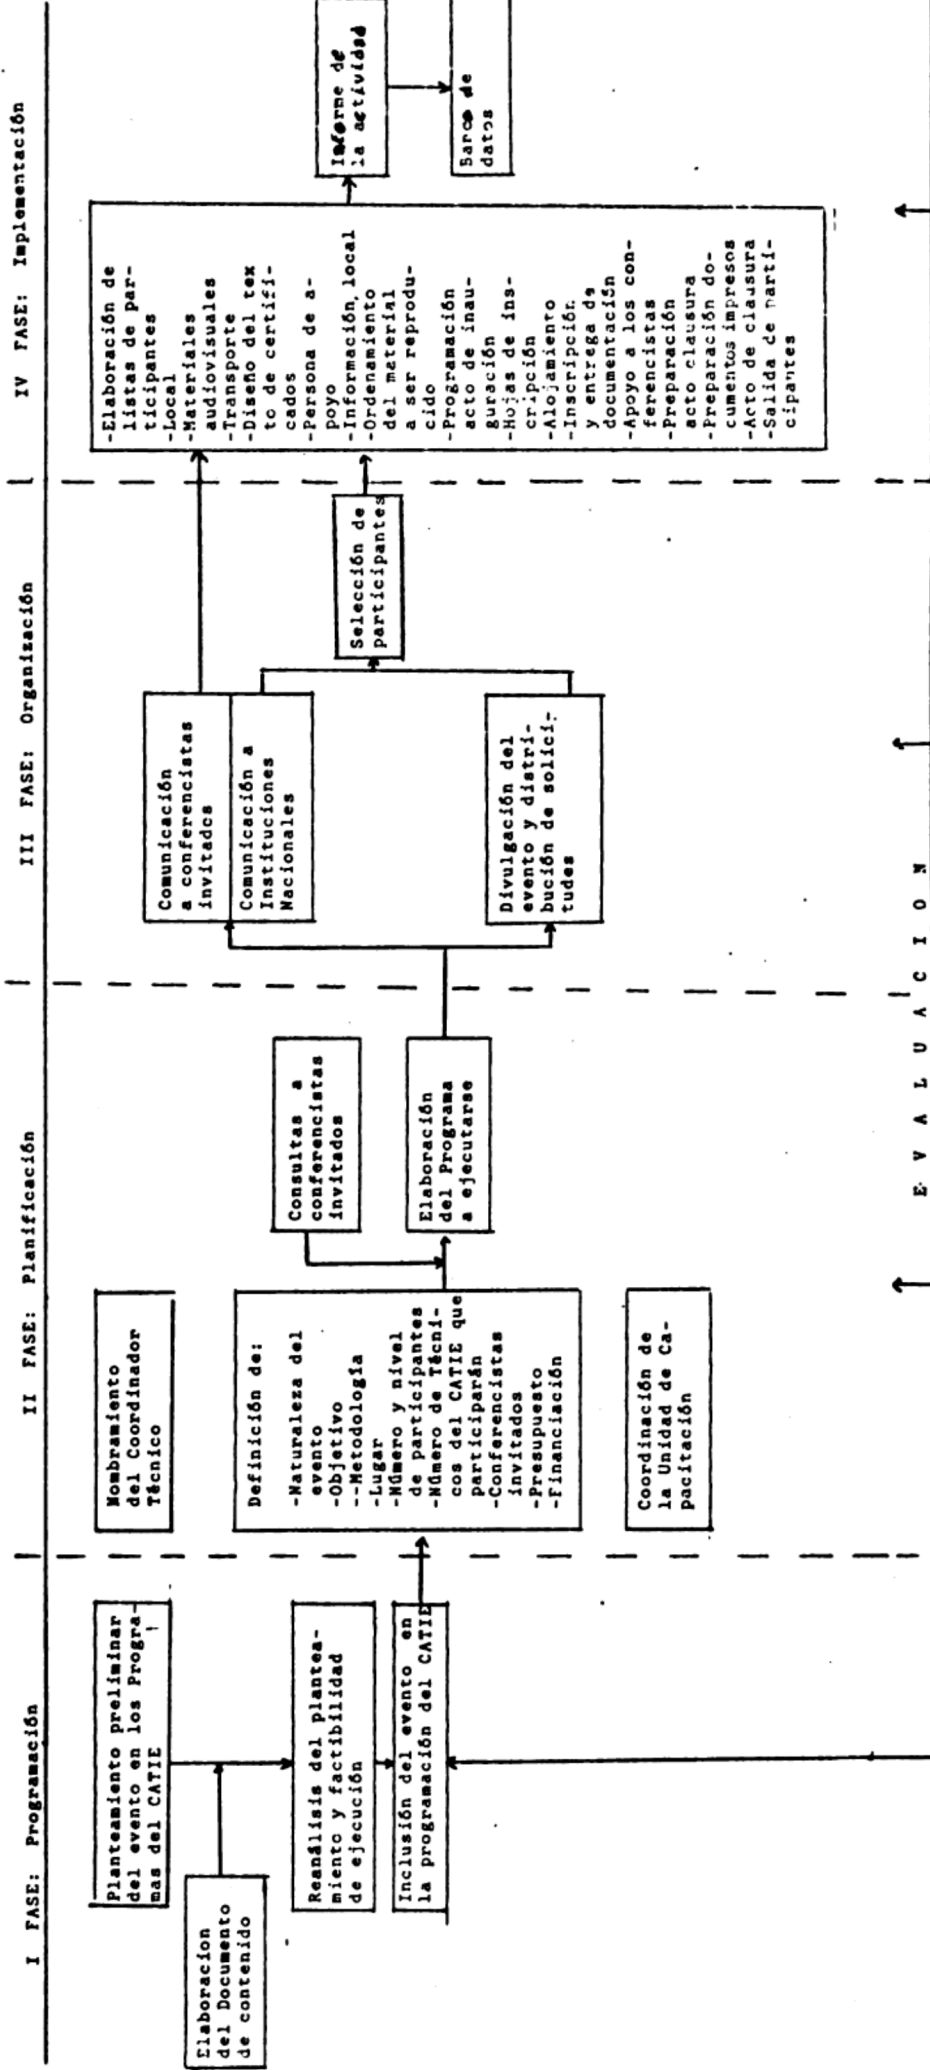 I FASE: Programación
Planteamiento preliminar
del evento en los Progra-
mas del CATIE
Elaboracion
del Documento
de contenido
Reanálisis del plantea-
miento y factibilidad
de ejecución
Inclusión del evento en
la programación del CATIE
II FASE: Planificación
Nombramiento
del Coordinador
Técnico
Definición de:
-Naturaleza del
evento
-Objetivo
--Metodología
-Lugar
-Número y nivel
de participantes
-Número de Técni-
cos del CATIE que
participarán
-Conferencistas
invitados
-Presupuesto
-Financiación
Coordinación de
la Unidad de Ca-
pacitación
Consultas a
conferencistas
invitados
Elaboración
del Programa
a ejecutarse
III FASE: Organización
Comunicación
a conferencistas
invitados
Comunicación a
Instituciones
Nacionales
Divulgación del
evento y distri-
bución de solici-
tudes
Selección de
participantes
IV FASE: Implementación
-Elaboración de
listas de par-
ticipantes
-Local
-Materiales
audiovisuales
-Transporte
-Diseño del tex
to de certifi-
cados
-Persona de a-
poyo
-Información, local
-Ordenamiento
del material
a ser reprodu-
cido
-Programación
acto de inau-
guración
-Hojas de ins-
cripción
-Alojamiento
-Inscripción
y entrega de
documentación
-Apoyo a los con-
ferencistas
-Preparación
acto clausura
-Preparación do-
cumentos impresos
-Acto de clausura
-Salida de parti-
cipantes
Informe de
la actividad
Barco de
datos
E V A L U A C I O N